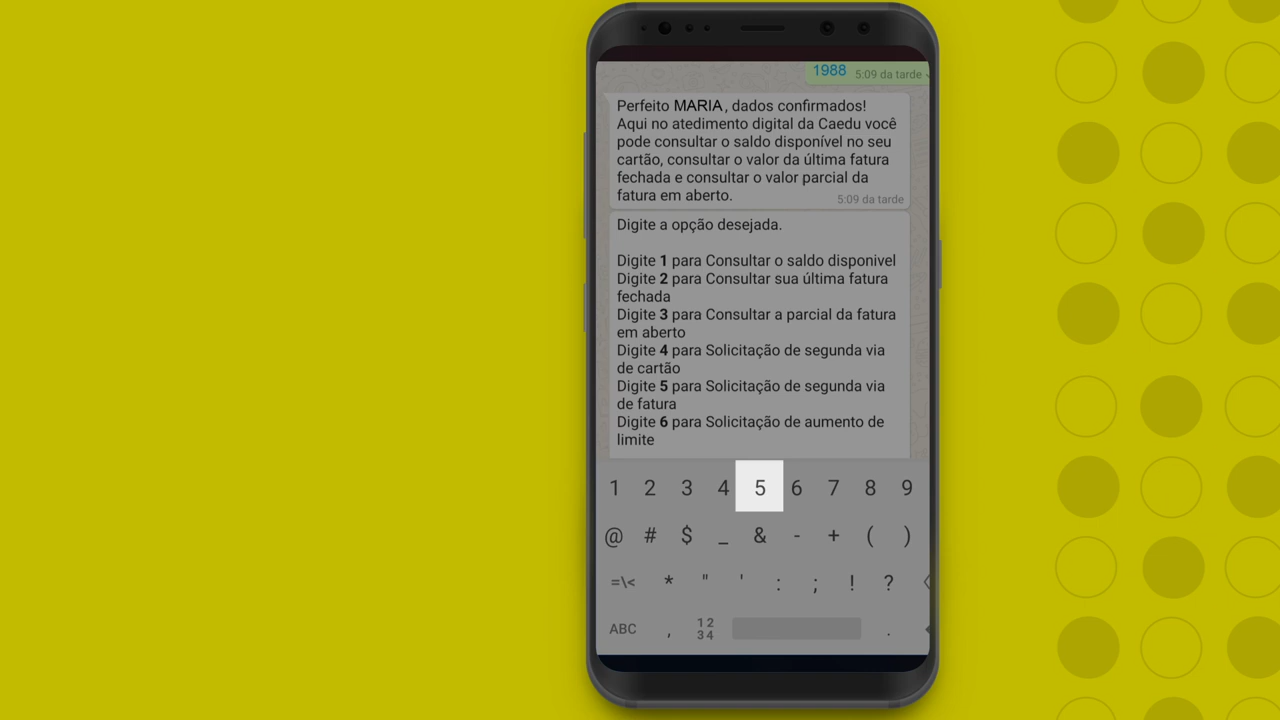 1988 5:09 da tarde
Perfeito MARIA, dados confirmados!
Aqui no atedimento digital da Caedu você
pode consultar o saldo disponível no seu
cartão, consultar o valor da última fatura
fechada e consultar o valor parcial da
fatura em aberto.
5:09 da tarde
Digite a opção desejada.
Digite 1 para Consultar o saldo disponivel
Digite 2 para Consultar sua última fatura
fechada
Digite 3 para Consultar a parcial da fatura
em aberto
Digite 4 para Solicitação de segunda via
de cartão
Digite 5 para Solicitação de segunda via
de fatura
Digite 6 para Solicitação de aumento de
limite
1 2 3 4 5 6 7 8 9
@ # $ _ & - + ( )
=\< * " ' : ; ! ?
ABC , 12 .
34